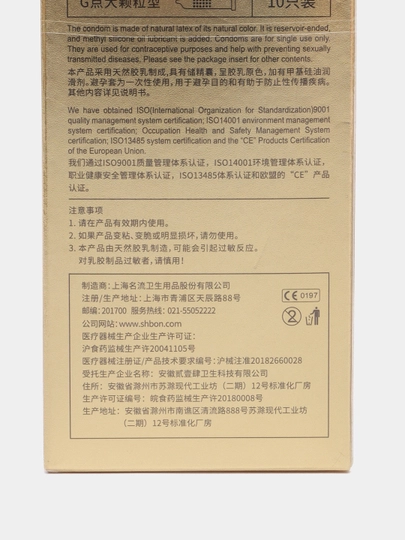 G点大颗粒型
10只装
The condom is made of natural latex of its natural color. It is reservoir-ended,
and methyl silicone oil lubricant is added. Condoms are for single use only.
They are used for contraceptive purposes and help with preventing sexually
transmitted diseases. Please see the package insert for other contents.
本产品采用天然胶乳制成,具有储精囊,呈胶乳原色,加有甲基硅油润
滑剂。避孕套为一次性使用,用于避孕目的和有助于防止性传播疾病。
其他内容详见说明书。
We have obtained ISO(International Organization for Standardization)9001
quality management system certification; ISO14001 environment management
system certification; Occupation Health and Safety Management System
certification; ISO13485 system certification and the "CE" Products Certification
of the European Union.
我们通过ISO9001质量管理体系认证，ISO14001环境管理体系认证，
职业健康安全管理体系认证，ISO13485体系认证和欧盟的“CE”产品
认证。
注意事项
1. 请在产品有效期内使用。
2. 如果产品变粘、变脆或明显损坏,请勿使用。
3. 本产品由天然胶乳制造,可能会引起过敏反应。
对乳胶制品过敏者,请慎用!
制造商:上海名流卫生用品股份有限公司
注册/生产地址:上海市青浦区天辰路88号
邮编:201700 服务热线:021-55052222
公司网站:www.shbon.com
医疗器械生产企业生产许可证:
沪食药监械生产许20041105号
医疗器械注册证/产品技术要求编号:沪械注准20182660028
受托生产企业名称:安徽贰壹肆卫生科技有限公司
住所:安徽省滁州市苏滁现代工业坊(二期)12号标准化厂房
生产许可证编号:皖食药监械生产许20180008号
生产地址:安徽省滁州市南谯区清流路888号苏滁现代工业坊
(二期)12号标准化厂房
CE 0197
2